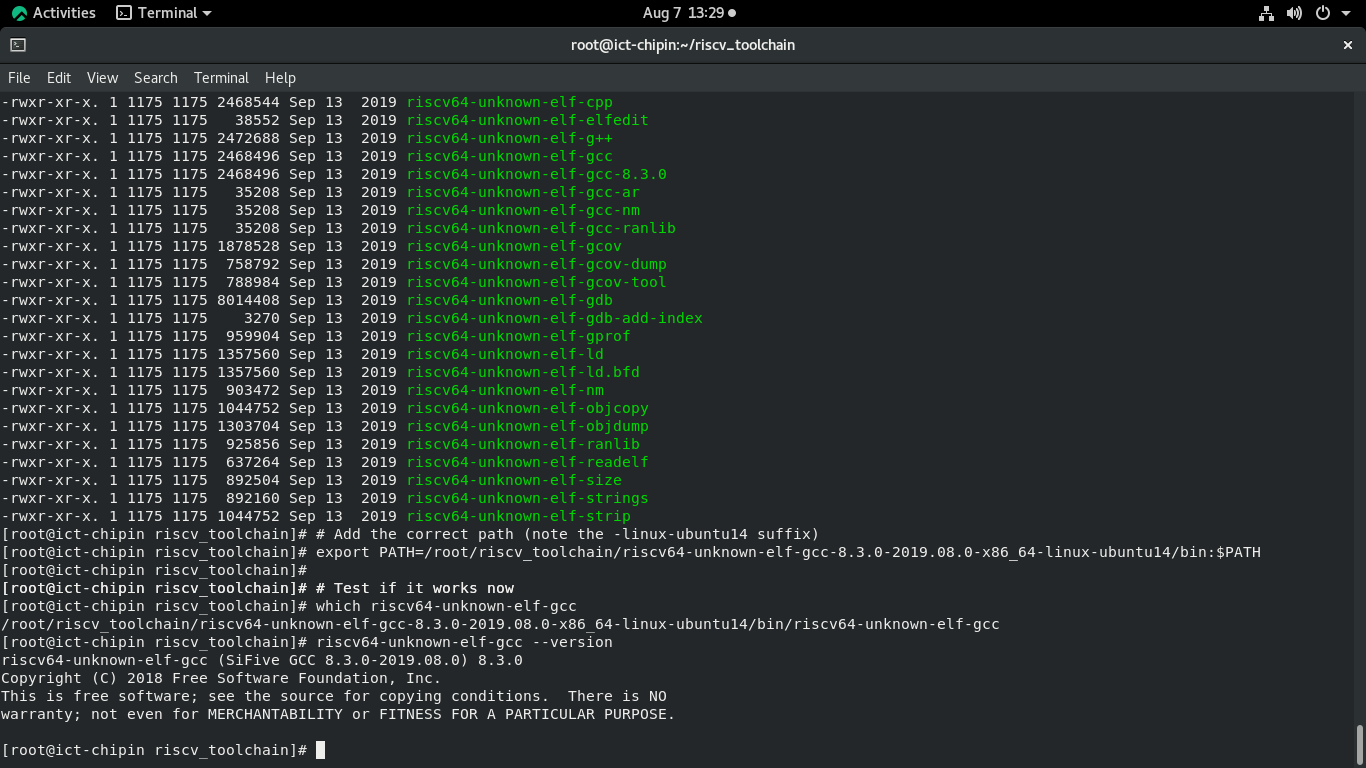 Activities Terminal Aug 7 13:29
root@ict-chipin:~/riscv_toolchain
File Edit View Search Terminal Help
-rwxr-xr-x. 1 1175 1175 2468544 Sep 13  2019 riscv64-unknown-elf-cpp
-rwxr-xr-x. 1 1175 1175   38552 Sep 13  2019 riscv64-unknown-elf-elfedit
-rwxr-xr-x. 1 1175 1175 2472688 Sep 13  2019 riscv64-unknown-elf-g++
-rwxr-xr-x. 1 1175 1175 2468496 Sep 13  2019 riscv64-unknown-elf-gcc
-rwxr-xr-x. 1 1175 1175 2468496 Sep 13  2019 riscv64-unknown-elf-gcc-8.3.0
-rwxr-xr-x. 1 1175 1175   35208 Sep 13  2019 riscv64-unknown-elf-gcc-ar
-rwxr-xr-x. 1 1175 1175   35208 Sep 13  2019 riscv64-unknown-elf-gcc-nm
-rwxr-xr-x. 1 1175 1175   35208 Sep 13  2019 riscv64-unknown-elf-gcc-ranlib
-rwxr-xr-x. 1 1175 1175 1878528 Sep 13  2019 riscv64-unknown-elf-gcov
-rwxr-xr-x. 1 1175 1175  758792 Sep 13  2019 riscv64-unknown-elf-gcov-dump
-rwxr-xr-x. 1 1175 1175  788984 Sep 13  2019 riscv64-unknown-elf-gcov-tool
-rwxr-xr-x. 1 1175 1175 8014408 Sep 13  2019 riscv64-unknown-elf-gdb
-rwxr-xr-x. 1 1175 1175    3270 Sep 13  2019 riscv64-unknown-elf-gdb-add-index
-rwxr-xr-x. 1 1175 1175  959904 Sep 13  2019 riscv64-unknown-elf-gprof
-rwxr-xr-x. 1 1175 1175 1357560 Sep 13  2019 riscv64-unknown-elf-ld
-rwxr-xr-x. 1 1175 1175 1357560 Sep 13  2019 riscv64-unknown-elf-ld.bfd
-rwxr-xr-x. 1 1175 1175  903472 Sep 13  2019 riscv64-unknown-elf-nm
-rwxr-xr-x. 1 1175 1175 1044752 Sep 13  2019 riscv64-unknown-elf-objcopy
-rwxr-xr-x. 1 1175 1175 1303704 Sep 13  2019 riscv64-unknown-elf-objdump
-rwxr-xr-x. 1 1175 1175  925856 Sep 13  2019 riscv64-unknown-elf-ranlib
-rwxr-xr-x. 1 1175 1175  637264 Sep 13  2019 riscv64-unknown-elf-readelf
-rwxr-xr-x. 1 1175 1175  892504 Sep 13  2019 riscv64-unknown-elf-size
-rwxr-xr-x. 1 1175 1175  892160 Sep 13  2019 riscv64-unknown-elf-strings
-rwxr-xr-x. 1 1175 1175 1044752 Sep 13  2019 riscv64-unknown-elf-strip
[root@ict-chipin riscv_toolchain]# # Add the correct path (note the -linux-ubuntu14 suffix)
[root@ict-chipin riscv_toolchain]# export PATH=/root/riscv_toolchain/riscv64-unknown-elf-gcc-8.3.0-2019.08.0-x86_64-linux-ubuntu14/bin:$PATH
[root@ict-chipin riscv_toolchain]#
[root@ict-chipin riscv_toolchain]# # Test if it works now
[root@ict-chipin riscv_toolchain]# which riscv64-unknown-elf-gcc
/root/riscv_toolchain/riscv64-unknown-elf-gcc-8.3.0-2019.08.0-x86_64-linux-ubuntu14/bin/riscv64-unknown-elf-gcc
[root@ict-chipin riscv_toolchain]# riscv64-unknown-elf-gcc --version
riscv64-unknown-elf-gcc (SiFive GCC 8.3.0-2019.08.0) 8.3.0
Copyright (C) 2018 Free Software Foundation, Inc.
This is free software; see the source for copying conditions.  There is NO
warranty; not even for MERCHANTABILITY or FITNESS FOR A PARTICULAR PURPOSE.
[root@ict-chipin riscv_toolchain]#